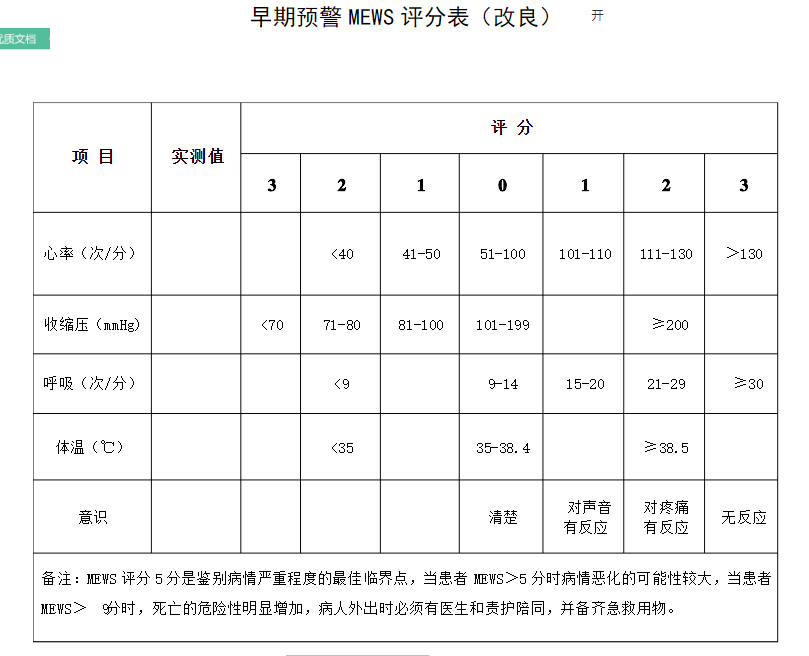 早期预警 MEWS 评分表（改良） 开
优质文档
项 目 实测值 评 分
3 2 1 0 1 2 3
心率（次/分） <40 41-50 51-100 101-110 111-130 ＞130
收缩压（mmHg） <70 71-80 81-100 101-199 ≥200
呼吸（次/分） <9 9-14 15-20 21-29 ≥30
体温（℃） <35 35-38.4 ≥38.5
意识 清楚 对声音有反应 对疼痛有反应 无反应
备注：MEWS 评分 5 分是鉴别病情严重程度的最佳临界点，当患者 MEWS＞5 分时病情恶化的可能性较大，当患者
MEWS＞ 9分时，死亡的危险性明显增加，病人外出时必须有医生和责护陪同，并备齐急救用物。